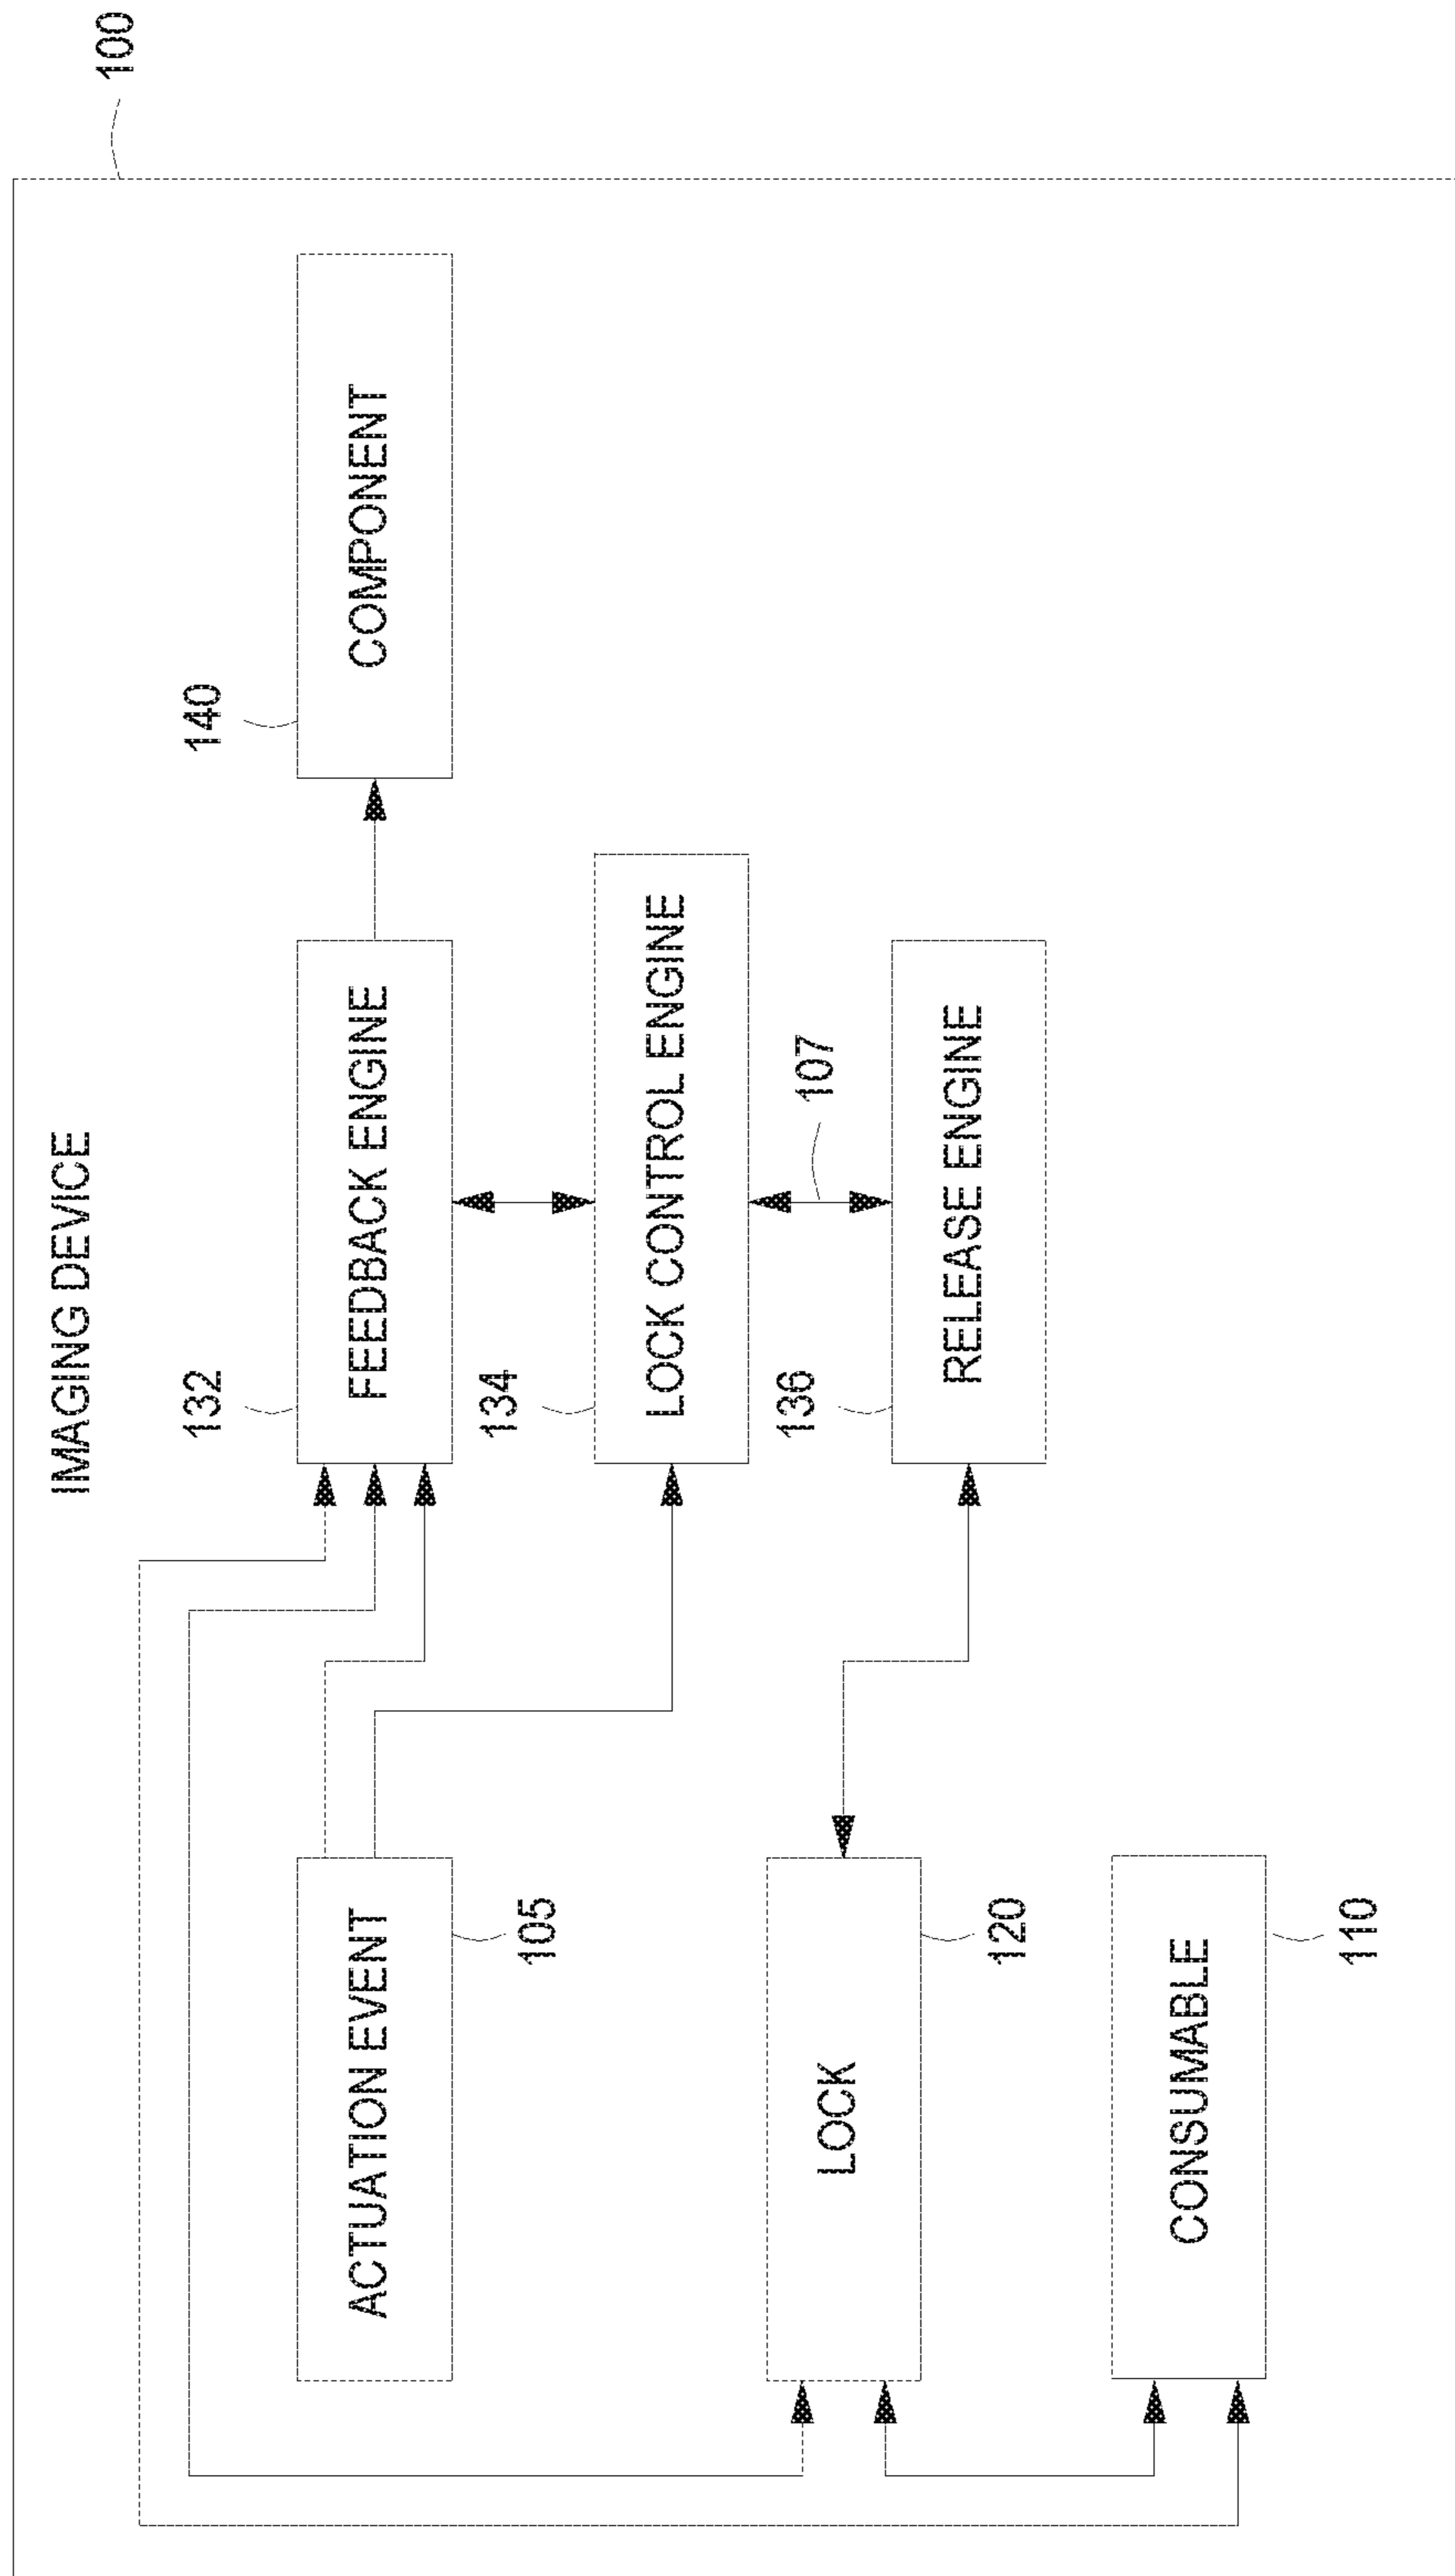 100
IMAGING DEVICE
132
140
ACTUATION EVENT
FEEDBACK ENGINE
COMPONENT
105
134
LOCK CONTROL ENGINE
107
136
LOCK
RELEASE ENGINE
120
CONSUMABLE
110